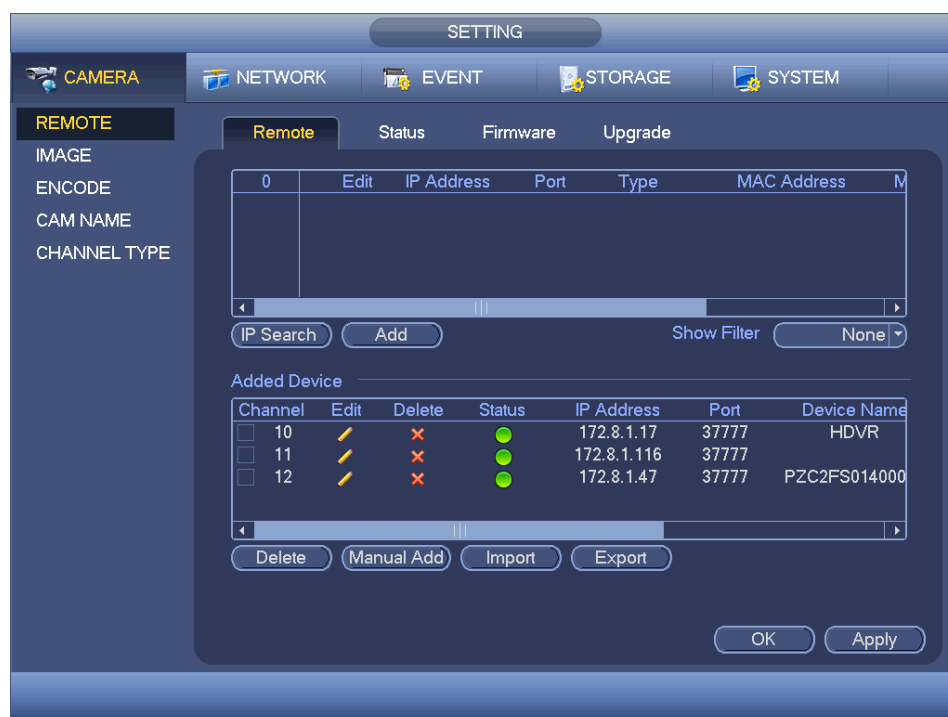 SETTING
CAMERA NETWORK EVENT STORAGE SYSTEM
REMOTE
IMAGE
ENCODE
CAM NAME
CHANNEL TYPE
Remote Status Firmware Upgrade
0 Edit IP Address Port Type MAC Address M
IP Search Add Show Filter None
Added Device
Channel Edit Delete Status IP Address Port Device Name
10 172.8.1.17 37777 HDVR
11 172.8.1.116 37777
12 172.8.1.47 37777 PZC2FS014000
Delete Manual Add Import Export
OK Apply